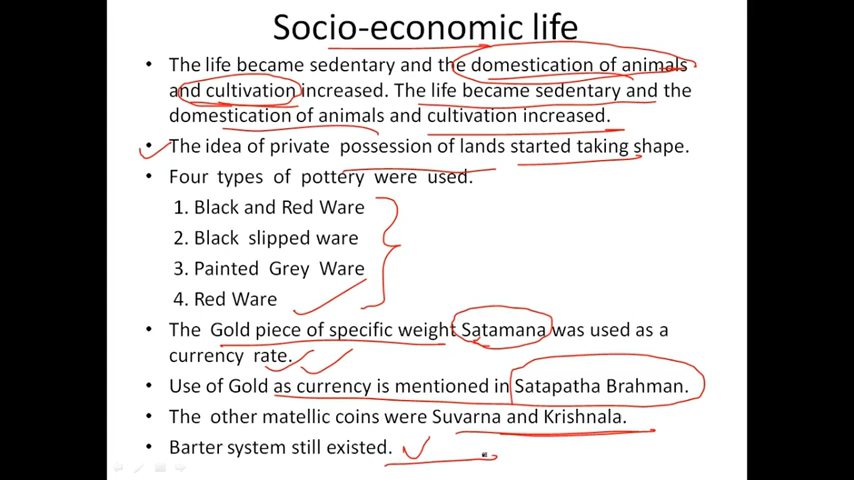 Socio-economic life
• The life became sedentary and the domestication of animals
and cultivation increased. The life became sedentary and the
domestication of animals and cultivation increased.
• The idea of private possession of lands started taking shape.
• Four types of pottery were used.
1. Black and Red Ware
2. Black slipped ware
3. Painted Grey Ware
4. Red Ware
• The Gold piece of specific weight Satamana was used as a
currency rate.
• Use of Gold as currency is mentioned in Satapatha Brahman.
• The other matellic coins were Suvarna and Krishnala.
• Barter system still existed.